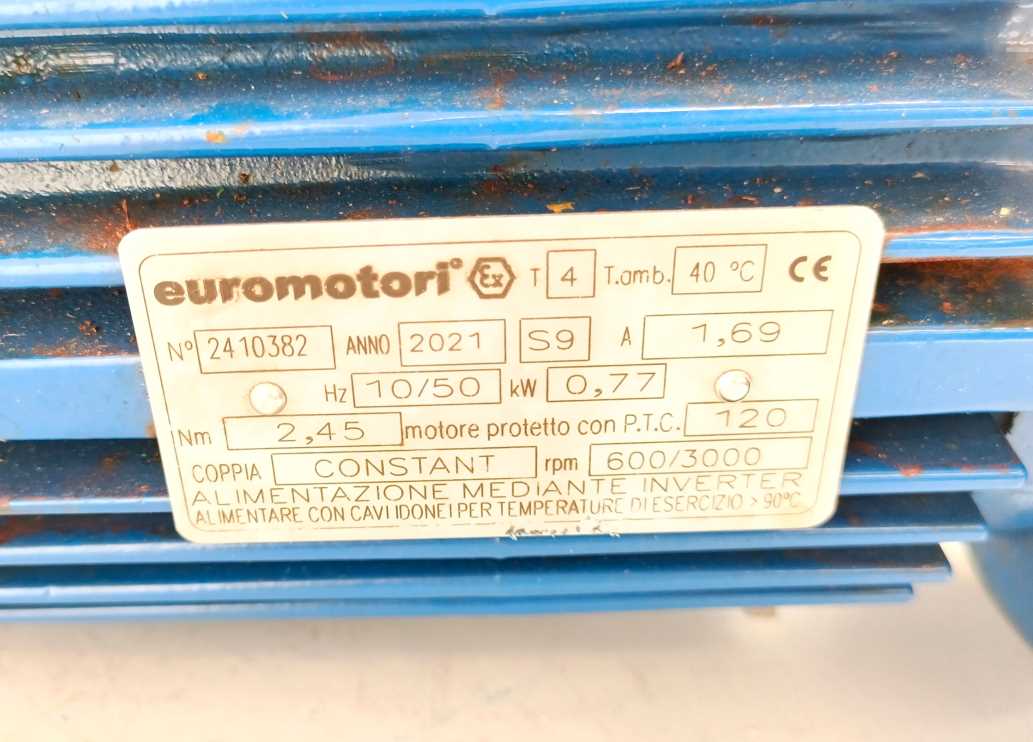 euromotori® Ex T 4 T.amb. 40 °C CE
N° 2410382 ANNO 2021 S9 A 1,69
Hz 10/50 kW 0,77
Nm 2,45 motore protetto con P.T.C. 120
COPPIA CONSTANT rpm 600/3000
ALIMENTAZIONE MEDIANTE INVERTER
ALIMENTARE CON CAVI IDONEI PER TEMPERATURE DI ESERCIZIO > 90°C